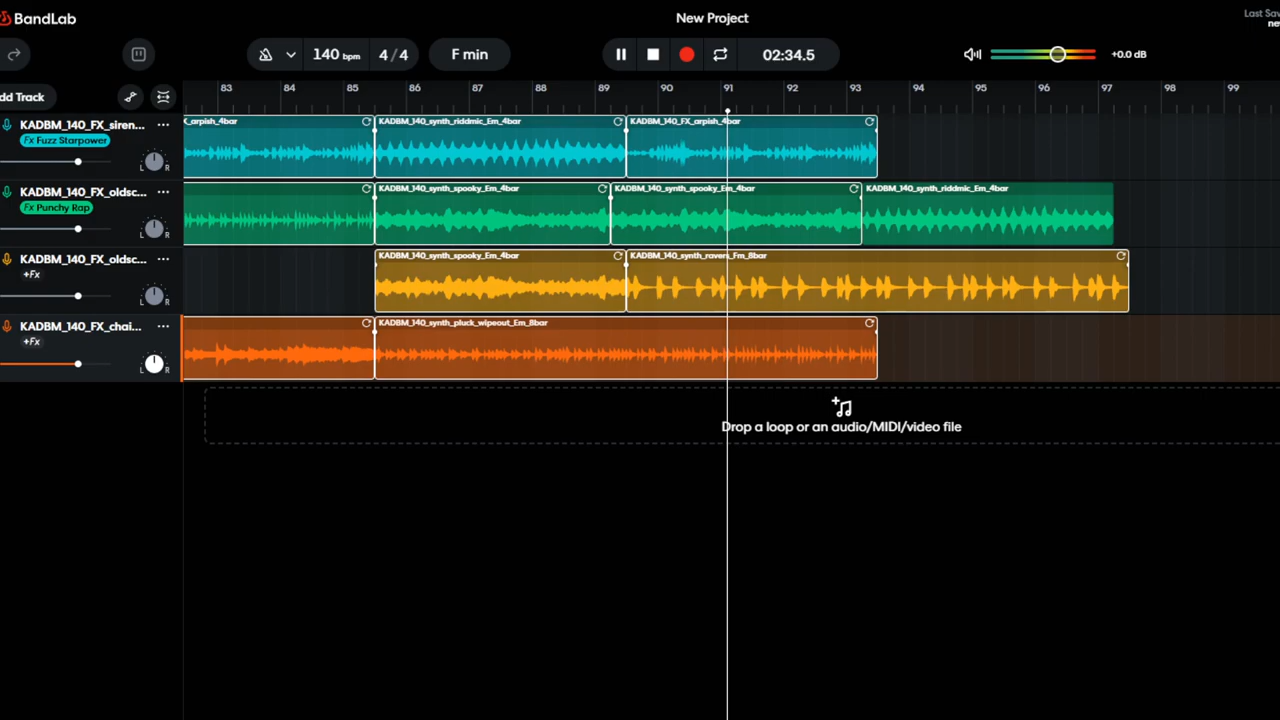 BandLab
New Project
Last Sav
ne
140 bpm
4/4
F min
02:34.5
+0.0 dB
dd Track
83 84 85 86 87 88 89 90 91 92 93 94 95 96 97 98 99
KADBM_140_FX_siren...
Fx Fuzz Starpower
L R
X_arpish_4bar
KADBM_140_synth_riddmic_Em_4bar
KADBM_140_FX_arpish_4bar
KADBM_140_FX_oldsc...
Fx Punchy Rap
L R
KADBM_140_synth_spooky_Em_4bar
KADBM_140_synth_spooky_Em_4bar
KADBM_140_synth_riddmic_Em_4bar
KADBM_140_FX_oldsc...
+Fx
L R
KADBM_140_synth_spooky_Em_4bar
KADBM_140_synth_ravers_Em_8bar
KADBM_140_FX_chai...
+Fx
L R
KADBM_140_synth_pluck_wipeout_Em_8bar
Drop a loop or an audio/MIDI/video file